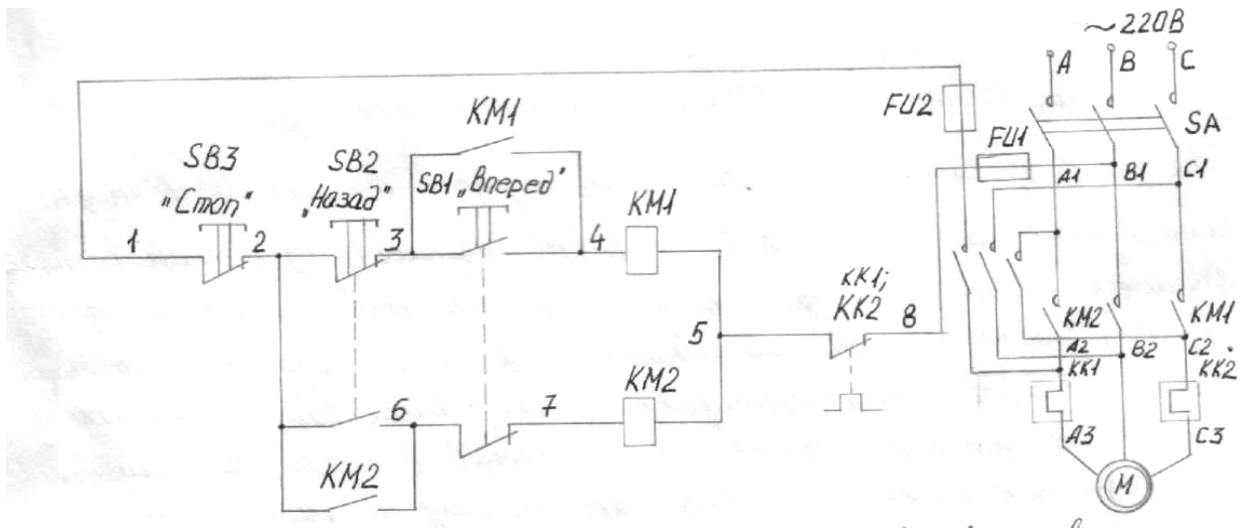 ~220В
A B C
FU2
SA
KM1
FU1
SB3
"Стоп"
SB2
"Назад"
SB1 "Вперед"
A1 B1 C1
KM1
1 2 3 4
KK1;
KK2
8
5
KM2 KM1
A2 B2 C2
KK1 KK2
6 7
KM2
KM2
A3 C3
M